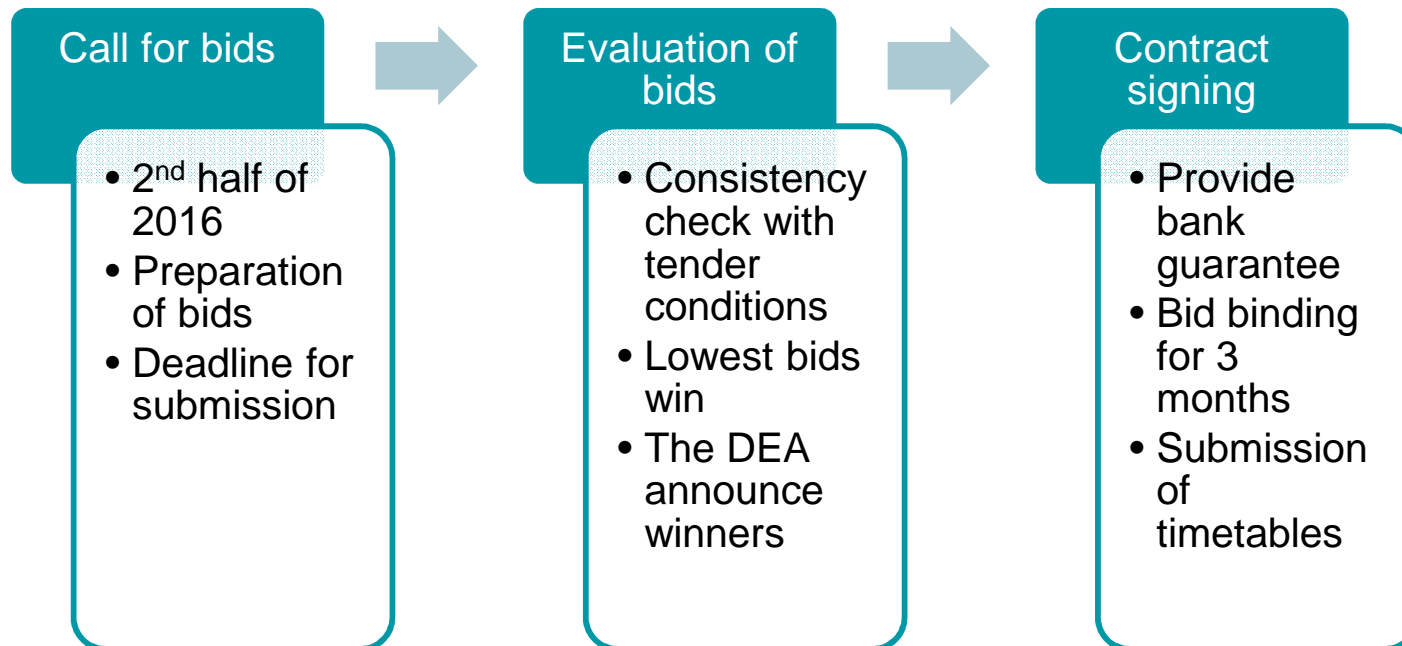 Call for bids
• 2nd half of
2016
• Preparation
of bids
• Deadline for
submission
Evaluation of
bids
• Consistency
check with
tender
conditions
• Lowest bids
win
• The DEA
announce
winners
Contract
signing
• Provide
bank
guarantee
• Bid binding
for 3
months
• Submission
of
timetables